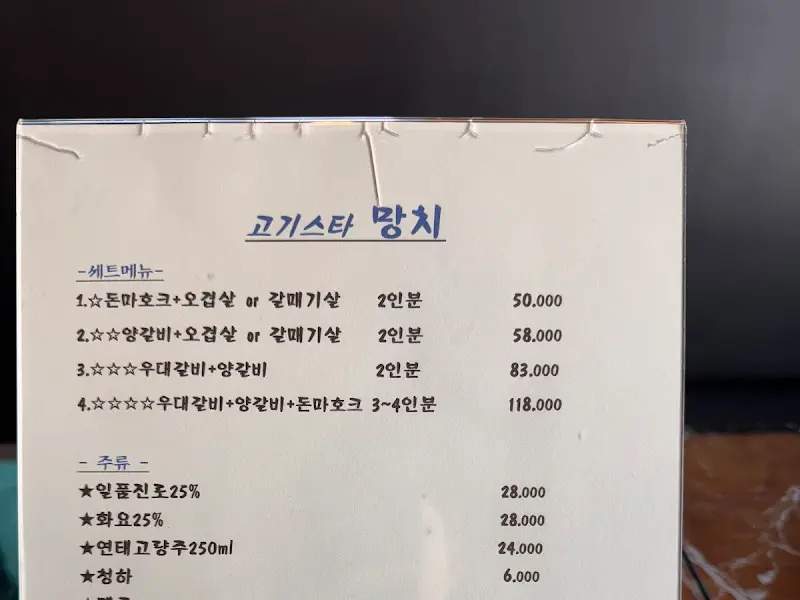 고기스타 망치
-세트메뉴-
1.☆돈마호크+오겹살 or 갈매기살 2인분 50.000
2.☆☆양갈비+오겹살 or 갈매기살 2인분 58.000
3.☆☆☆우대갈비+양갈비 2인분 83.000
4.☆☆☆☆우대갈비+양갈비+돈마호크 3~4인분 118.000
- 주류 -
★일품진로25% 28.000
★화요25% 28.000
★연태고량주250ml 24.000
★청하 6.000